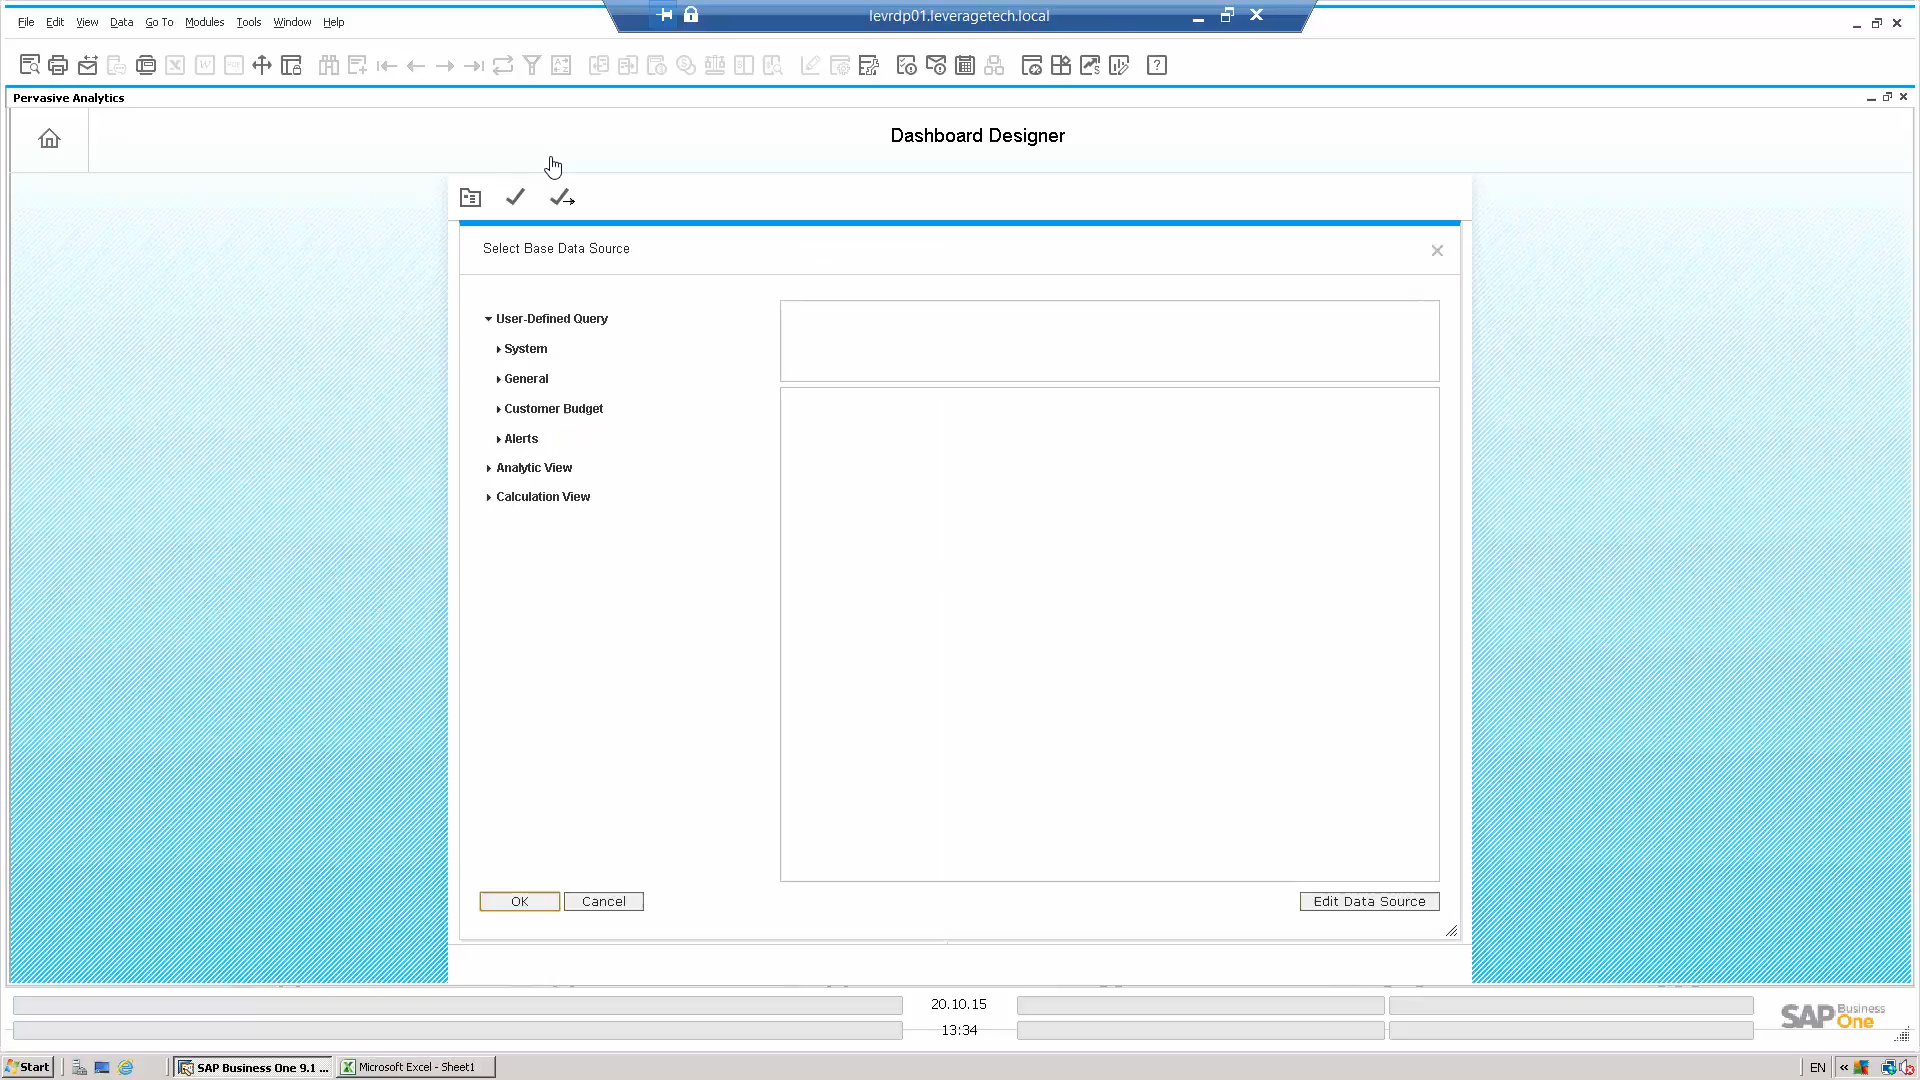 File Edit View Data Go To Modules Tools Window Help
levrdp01.leveragetech.local
Pervasive Analytics
Dashboard Designer
Select Base Data Source
User-Defined Query
System
General
Customer Budget
Alerts
Analytic View
Calculation View
OK Cancel Edit Data Source
20.10.15
13:34
SAP Business One
Start SAP Business One 9.1 ... Microsoft Excel - Sheet1 EN